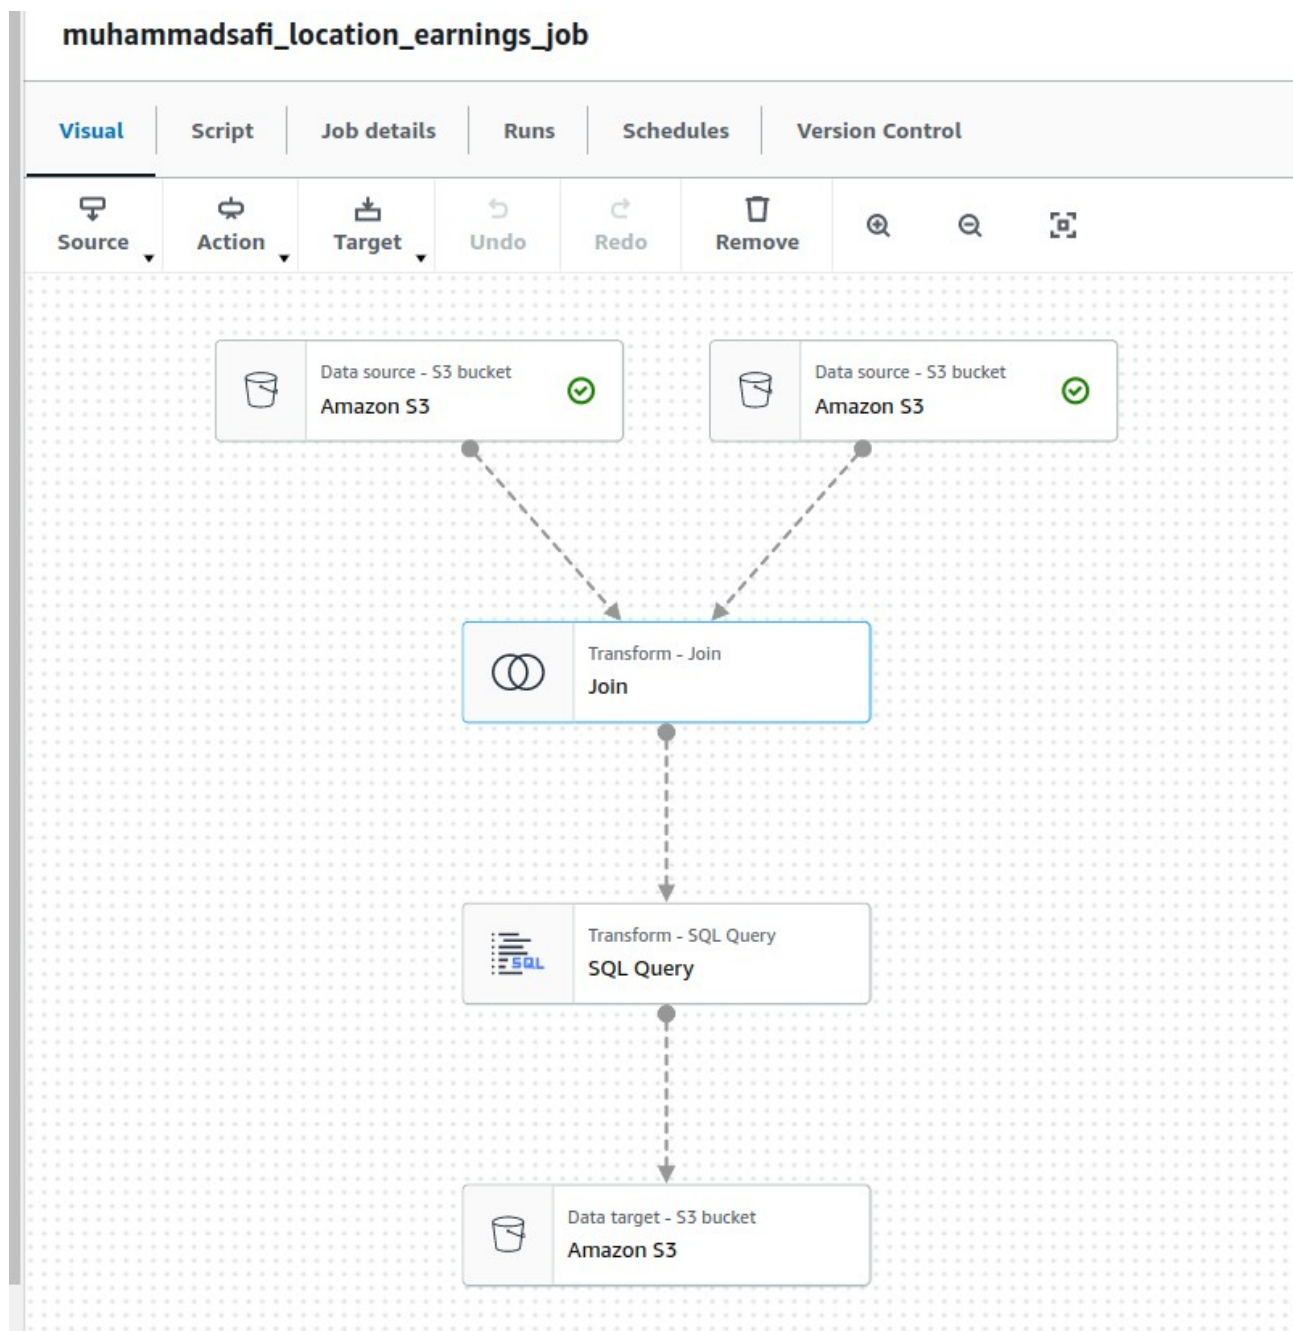 muhammadsafi_location_earnings_job
Visual
Script
Job details
Runs
Schedules
Version Control
Source
Action
Target
Undo
Redo
Remove
Data source - S3 bucket
Amazon S3
Data source - S3 bucket
Amazon S3
Transform - Join
Join
Transform - SQL Query
SQL
SQL Query
Data target - S3 bucket
Amazon S3